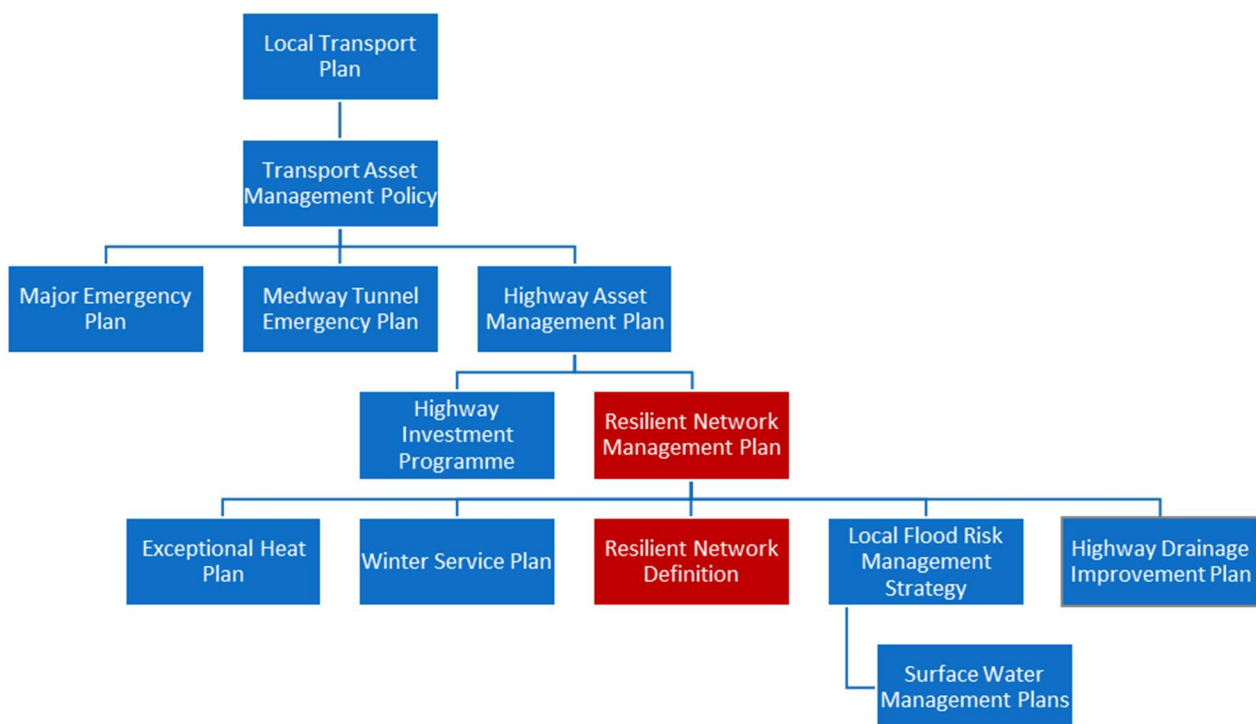 Local Transport
Plan
Transport Asset
Management Policy
Major Emergency
Plan
Medway Tunnel
Emergency Plan
Highway Asset
Management Plan
Highway
Investment
Programme
Resilient Network
Management Plan
Exceptional Heat
Plan
Winter Service Plan
Resilient Network
Definition
Local Flood Risk
Management
Strategy
Highway Drainage
Improvement Plan
Surface Water
Management Plans